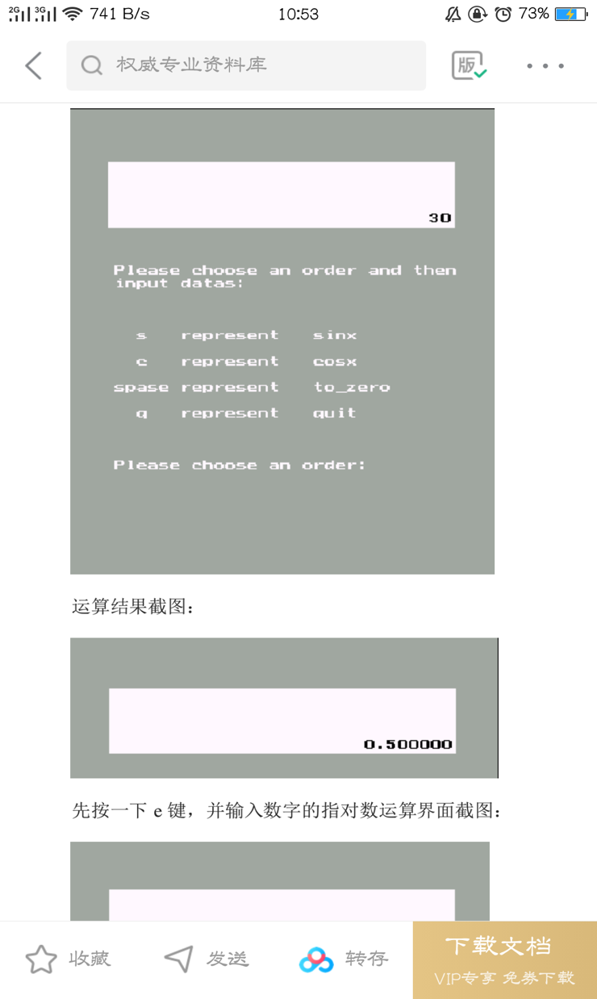 2G 3G 741 B/s 10:53 73%
权威专业资料库 版
30
Please choose an order and then
input datas:
s represent sinx
c represent cosx
spase represent to_zero
q represent quit
Please choose an order:
运算结果截图：
0.500000
先按一下 e 键，并输入数字的指对数运算界面截图：
收藏 发送 转存 下载文档
VIP专享 免券下载